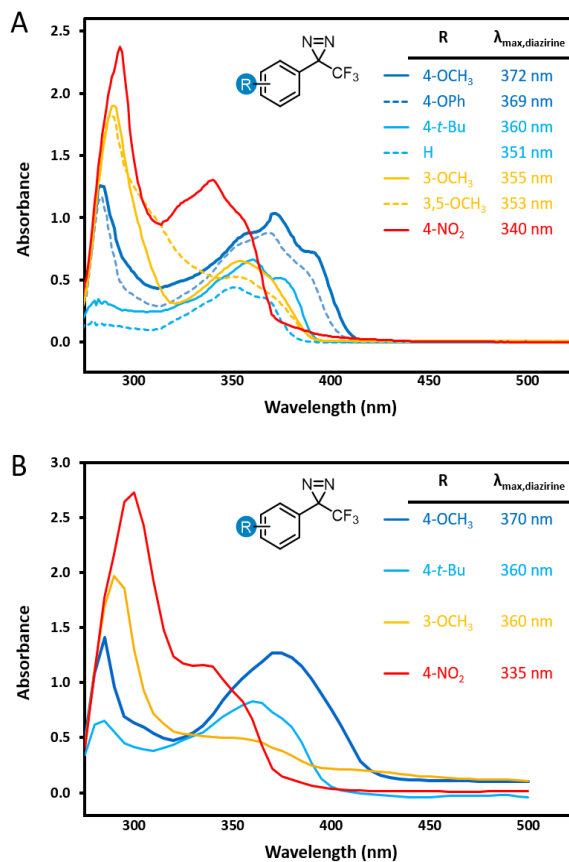 A
R λmax,diazirine
4-OCH3 372 nm
4-OPh 369 nm
4-t-Bu 360 nm
H 351 nm
3-OCH3 355 nm
3,5-OCH3 353 nm
4-NO2 340 nm
N=N
CF3
R
2.5
2.0
1.5
1.0
0.5
0.0
Absorbance
300 350 400 450 500
Wavelength (nm)
B
R λmax,diazirine
4-OCH3 370 nm
4-t-Bu 360 nm
3-OCH3 360 nm
4-NO2 335 nm
N=N
CF3
R
3.0
2.5
2.0
1.5
1.0
0.5
0.0
Absorbance
300 350 400 450 500
Wavelength (nm)